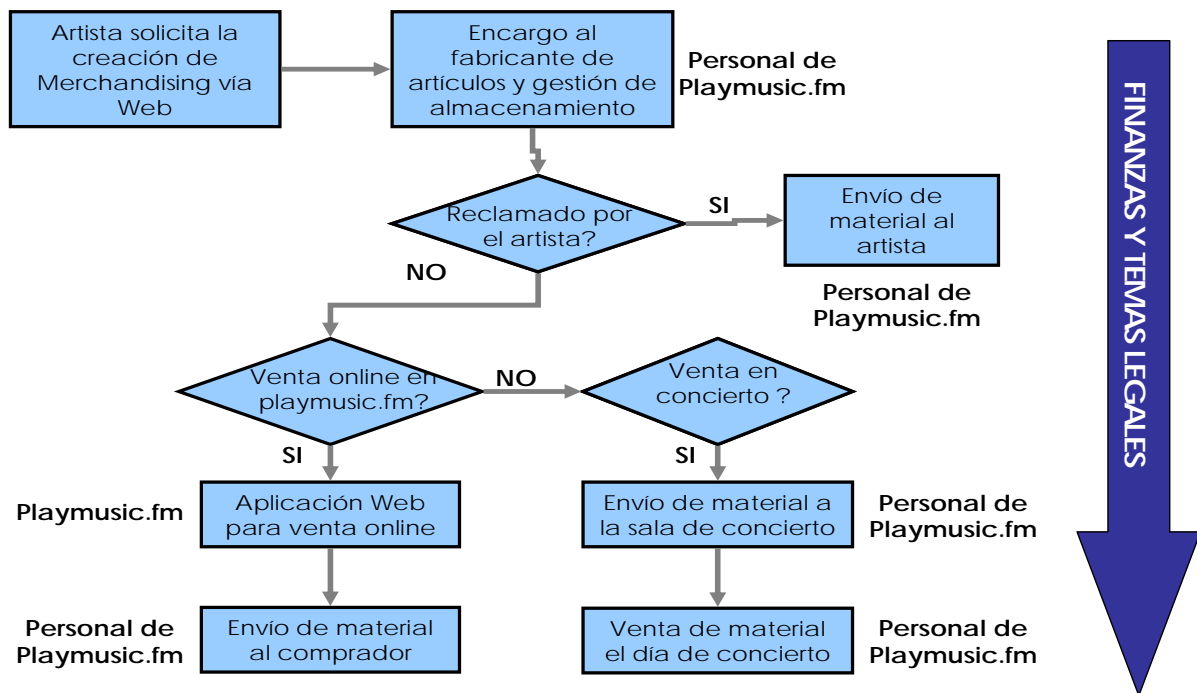 Artista solicita la
creación de
Merchandising vía
Web
Encargo al
fabricante de
artículos y gestión de
almacenamiento
Personal de
Playmusic.fm
Reclamado por
el artista?
SI
Envío de
material al
artista
NO
Personal de
Playmusic.fm
Venta online en
playmusic.fm?
NO
Venta en
concierto ?
SI
SI
Playmusic.fm
Aplicación Web
para venta online
Envío de material a
la sala de concierto
Personal de
Playmusic.fm
Personal de
Playmusic.fm
Envío de material
al comprador
Venta de material
el día de concierto
Personal de
Playmusic.fm
FINANZAS Y TEMAS LEGALES